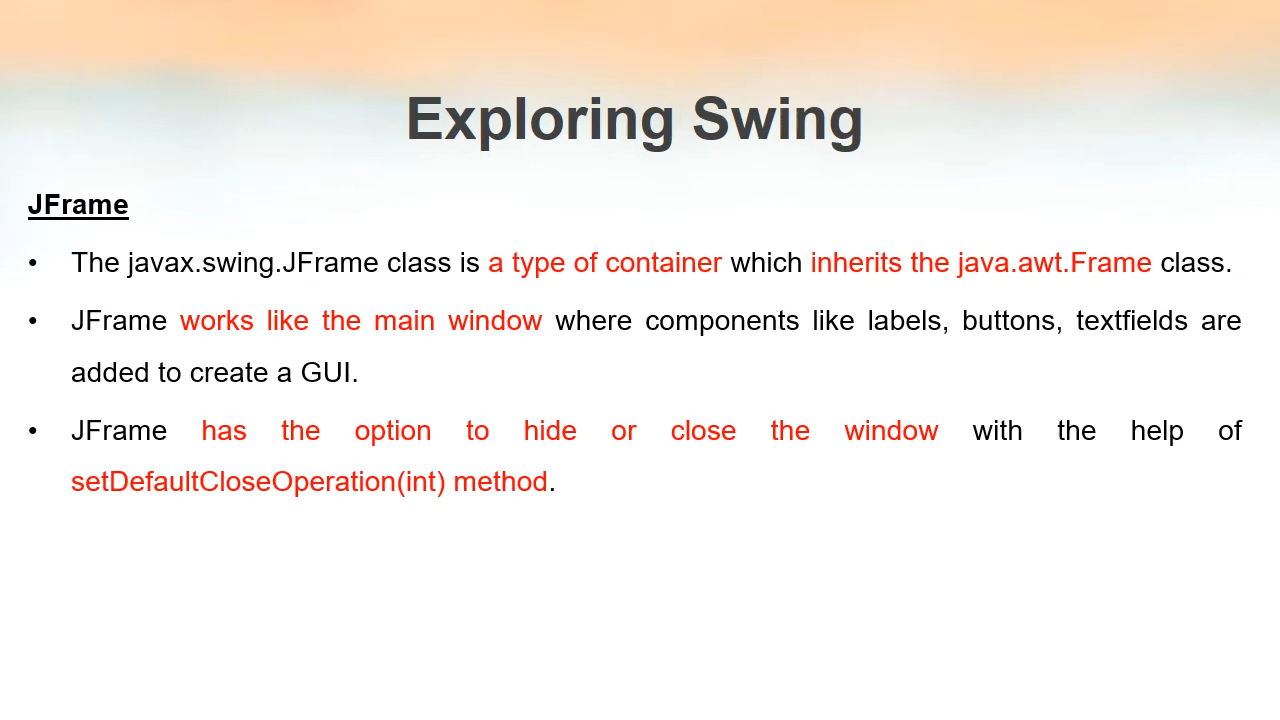 Exploring Swing
JFrame
• The javax.swing.JFrame class is a type of container which inherits the java.awt.Frame class.
• JFrame works like the main window where components like labels, buttons, textfields are
added to create a GUI.
• JFrame has the option to hide or close the window with the help of
setDefaultCloseOperation(int) method.